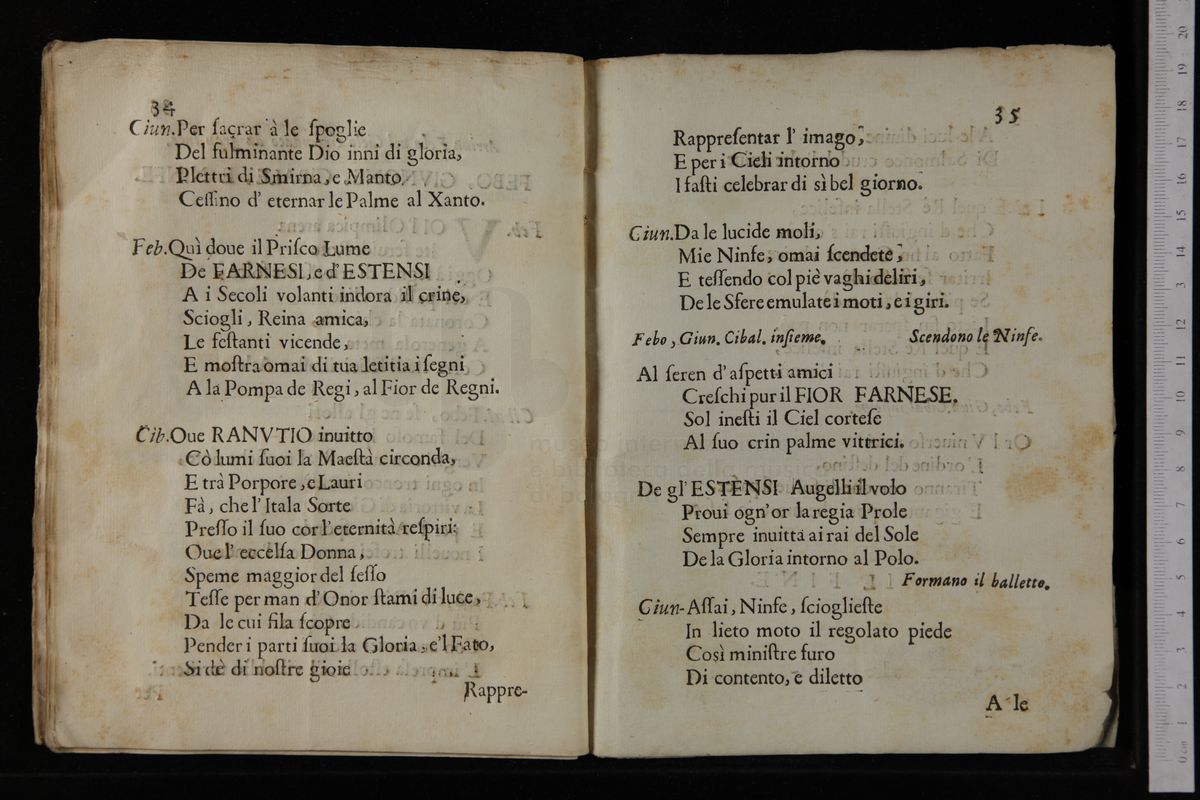 34
Giun. Per sacrar à le spoglie
Del fulminante Dio inni di gloria,
Plettri di Smirna, e Manto
Cessino d' eternar le Palme al Xanto.
Feb. Quì doue il Prisco Lume
De FARNESI, e d' ESTENSI
A i Secoli volanti indora il crine,
Sciogli, Reina amica,
Le festanti vicende,
E mostra omai di tua letitia i segni
A la Pompa de Regi, al Fior de Regni.
Cib. Oue RANVTIO inuitto
Cò lumi suoi la Maestà circonda,
E trà Porpore, e Lauri
Fà, che l' Itala Sorte
Presso il suo cor l' eternità respiri:
Oue l' eccelsa Donna,
Speme maggior del sesso
Tesse per man d' Onor stami di luce,
Da le cui fila scopre
Pender i parti suoi la Gloria, e'l Fato,
Si dè di nostre gioie
Rappre-
35
Rappresentar l' imago,
E per i Cieli intorno
I fasti celebrar di sì bel giorno.
Giun. Da le lucide moli,
Mie Ninfe, omai scendete,
E tessendo col piè vaghi deliri,
De le Sfere emulate i moti, e i giri.
Febo, Giun. Cibal. insieme. Scendono le Ninfe.
Al seren d' aspetti amici
Creschi pur il FIOR FARNESE.
Sol inesti il Ciel cortese
Al suo crin palme vittrici.
De gl' ESTENSI Augelli il volo
Proui ogn' or la regia Prole
Sempre inuitta ai rai del Sole
De la Gloria intorno al Polo.
Formano il balletto.
Giun- Assai, Ninfe, sciogliеste
In lieto moto il regolato piede
Così ministre furo
Di contento, e diletto
A le